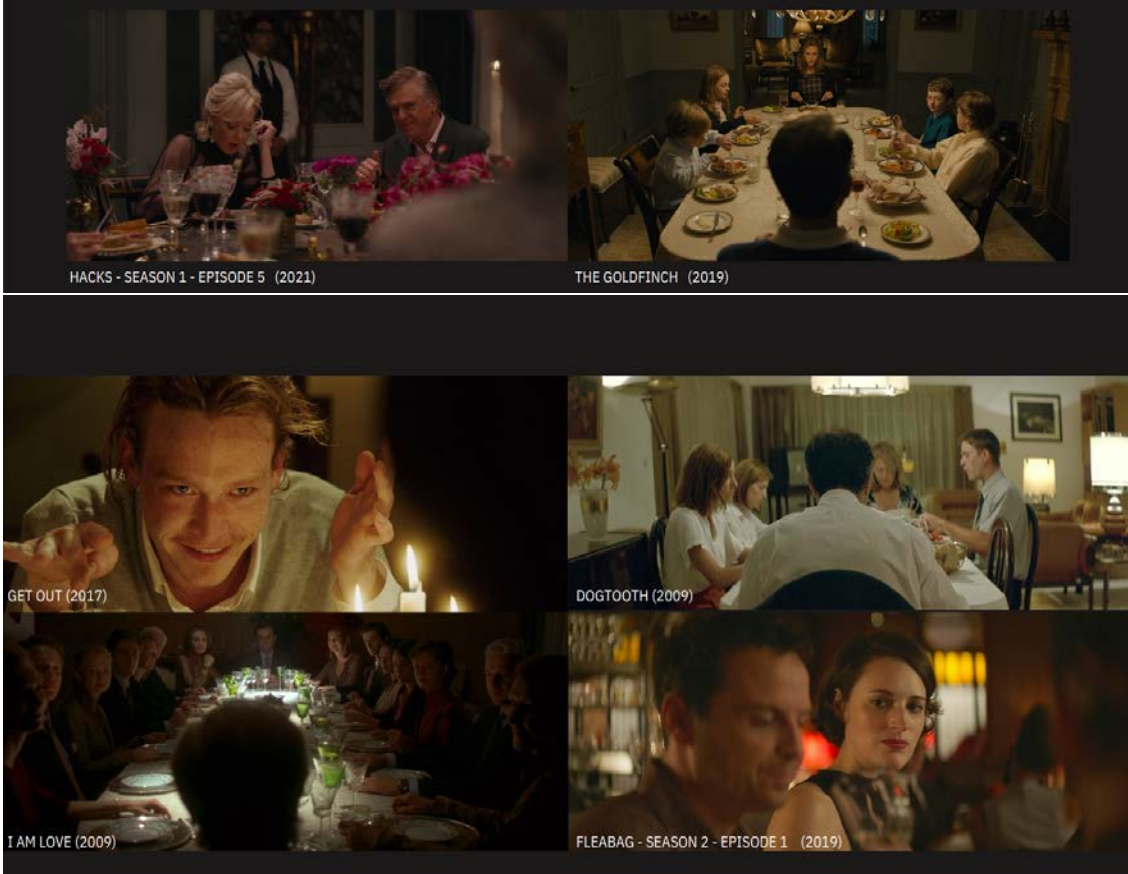 HACKS - SEASON 1 - EPISODE 5 (2021)
THE GOLDFINCH (2019)
GET OUT (2017)
DOGTOOTH (2009)
I AM LOVE (2009)
FLEABAG - SEASON 2 - EPISODE 1 (2019)